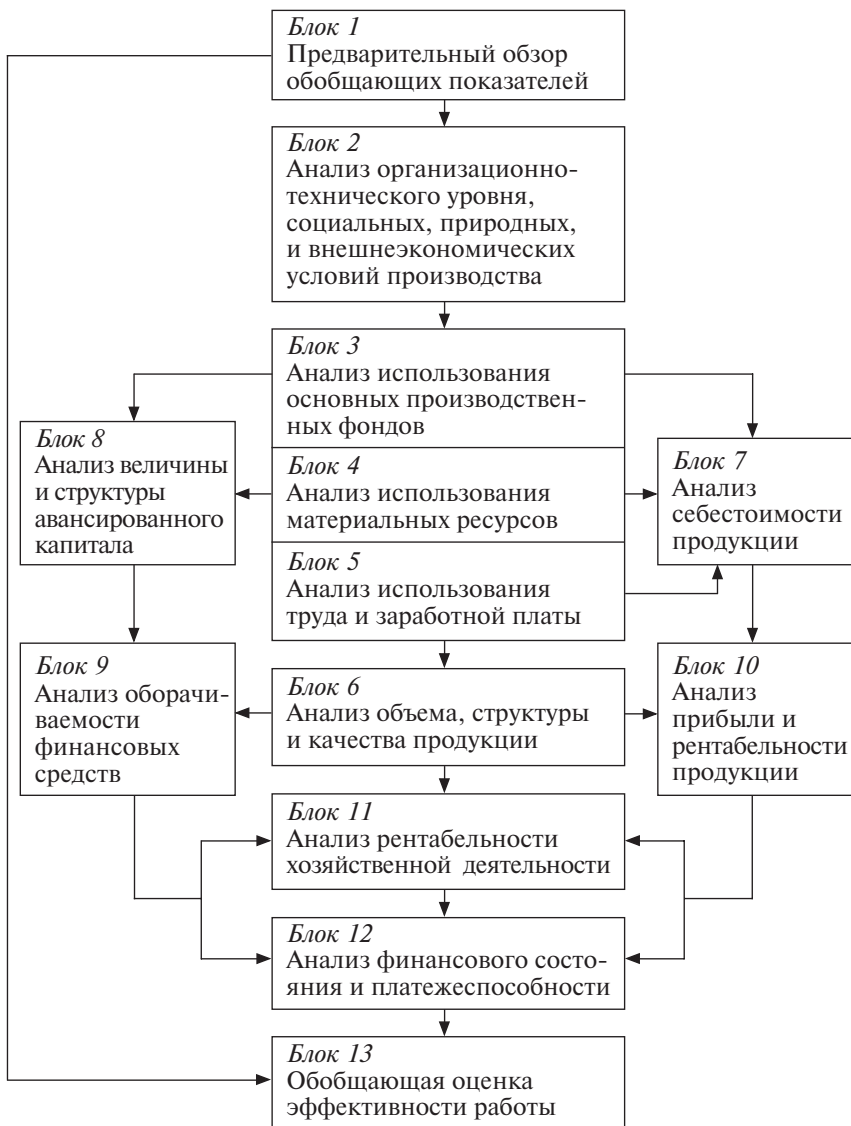 Блок 1
Предварительный обзор
обобщающих показателей
Блок 2
Анализ организационно-
технического уровня,
социальных, природных,
и внешнеэкономических
условий производства
Блок 3
Анализ использования
основных производствен-
ных фондов
Блок 8
Анализ величины
и структуры
авансированного
капитала
Блок 4
Анализ использования
материальных ресурсов
Блок 7
Анализ
себестоимости
продукции
Блок 5
Анализ использования
труда и заработной платы
Блок 9
Анализ оборачи-
ваемости
финансовых
средств
Блок 6
Анализ объема, структуры
и качества продукции
Блок 10
Анализ
прибыли и
рентабельности
продукции
Блок 11
Анализ рентабельности
хозяйственной деятельности
Блок 12
Анализ финансового состо-
яния и платежеспособности
Блок 13
Обобщающая оценка
эффективности работы